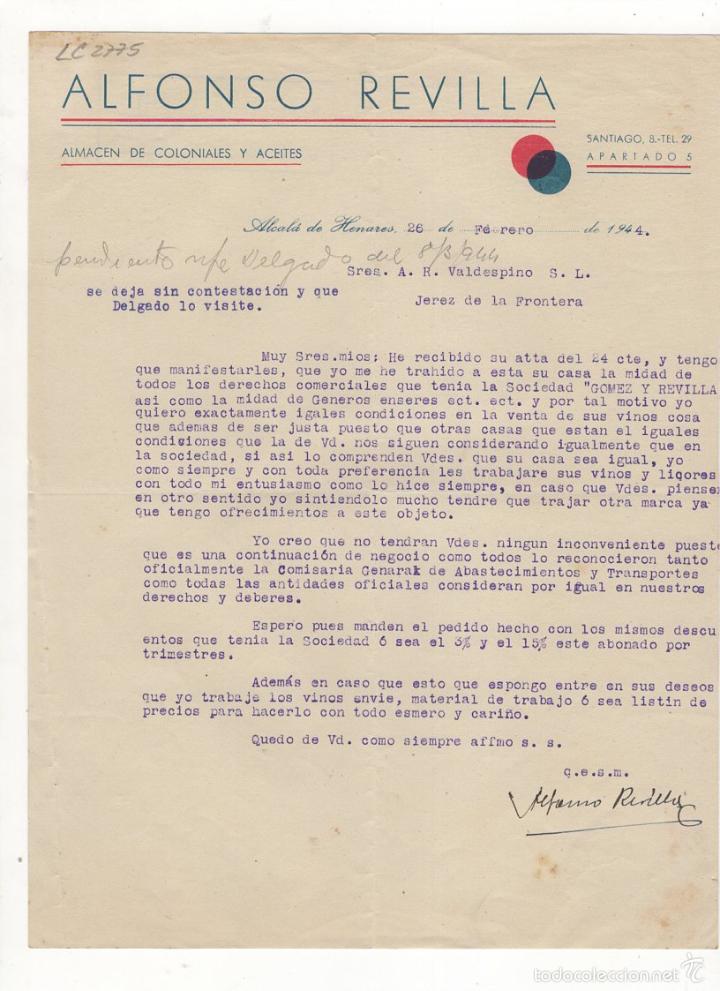 LC 2775
ALFONSO REVILLA
ALMACEN DE COLONIALES Y ACEITES
SANTIAGO, 8.-TEL. 29
APARTADO 5
Alcalá de Henares, 26 de Febrero de 1944.
pendiente nfe Delgado del 8/3/944
Sres. A. R. Valdespino S. L.
se deja sin contestación y que
Delgado lo visite.
Jerez de la Frontera
Muy Sres.mios; He recibido su atta del 24 cte, y tengo
que manifestarles, que yo me he trahido a esta su casa la midad de
todos los derechos comerciales que tenia la Sociedad "GOMEZ Y REVILLA
asi como la midad de Generos enseres ect. ect. y por tal motivo yo
quiero exactamente igales condiciones en la venta de sus vinos cosa
que ademas de ser justa puesto que otras casas que estan el iguales
condiciones que la de Vd. nos siguen considerando igualmente que en
la sociedad, si asi lo comprenden Vdes. que su casa sea igual, yo
como siempre y con toda preferencia les trabajare sus vinos y liqores
con todo mi entusiasmo como lo hice siempre, en caso que Vdes. piensen
en otro sentido yo sintiendolo mucho tendre que trajar otra marca ya
que tengo ofrecimientos a este objeto.
Yo creo que no tendran Vdes. ningun inconveniente pueste
que es una continuación de negocio como todos lo reconocieron tanto
oficialmente la Comisaria Genaral de Abastecimientos y Transportes
como todas las antidades oficiales consideran por igual en nuestros
derechos y deberes.
Espero pues manden el pedido hecho con los mismos descu
entos que tenia la Sociedad ó sea el 3% y el 15% este abonado por
trimestres.
Además en caso que esto que espongo entre en sus deseos
que yo trabaje los vinos envie, material de trabajo ó sea listin de
precios para hacerlo con todo esmero y cariño.
Quedo de Vd. como siempre affmo s. s.
q.e.s.m.
Alfonso Revilla
todocoleccion.net